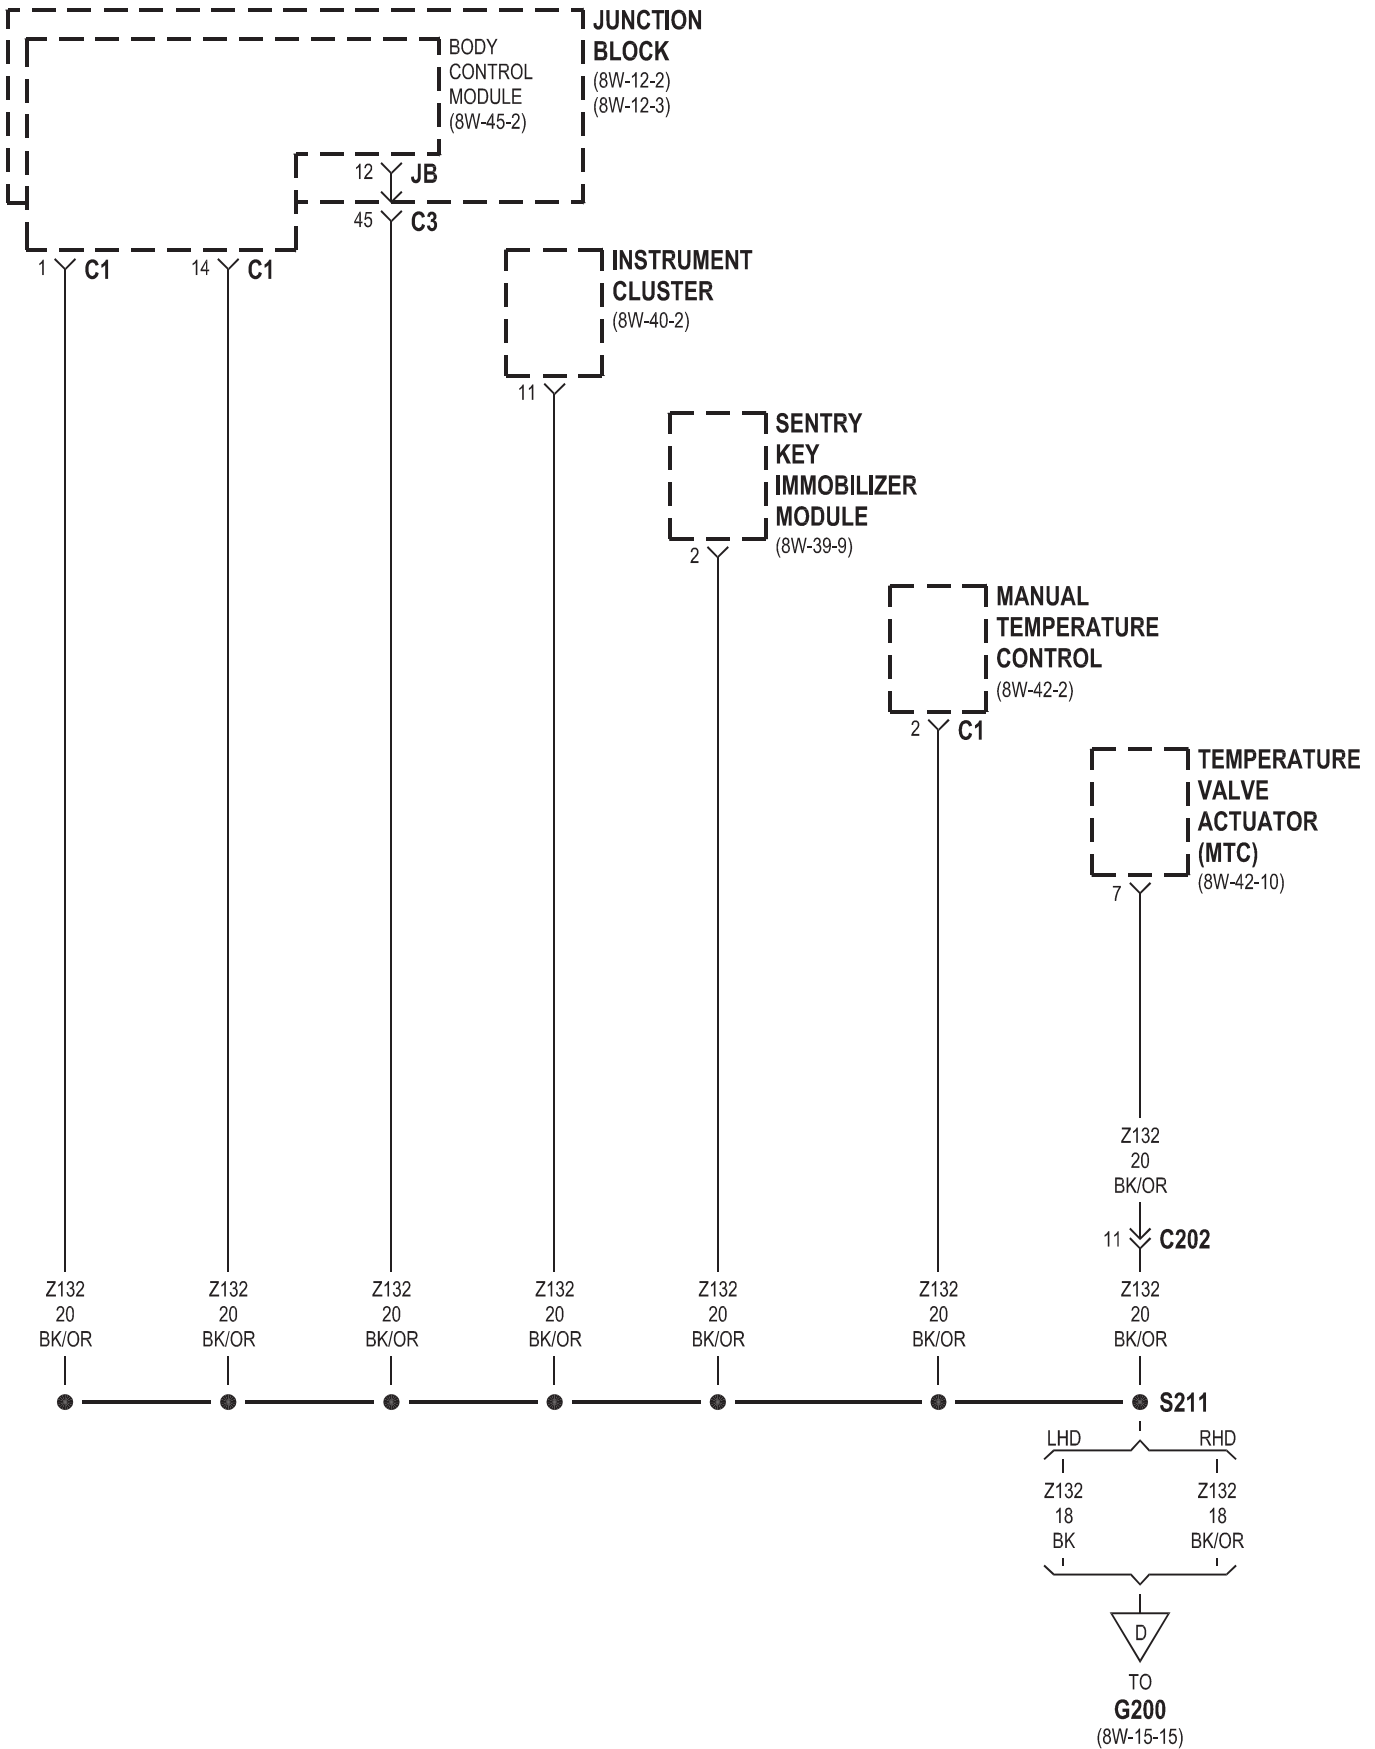 JUNCTION
BLOCK
(8W-12-2)
(8W-12-3)
BODY
CONTROL
MODULE
(8W-45-2)
12 JB
45 C3
1 C1
14 C1
INSTRUMENT
CLUSTER
(8W-40-2)
11
SENTRY
KEY
IMMOBILIZER
MODULE
(8W-39-9)
2
MANUAL
TEMPERATURE
CONTROL
(8W-42-2)
2 C1
TEMPERATURE
VALVE
ACTUATOR
(MTC)
(8W-42-10)
7
Z132
20
BK/OR
11 C202
Z132 Z132 Z132 Z132 Z132 Z132 Z132
20 20 20 20 20 20 20
BK/OR BK/OR BK/OR BK/OR BK/OR BK/OR BK/OR
S211
LHD RHD
Z132 Z132
18 18
BK BK/OR
D
TO
G200
(8W-15-15)